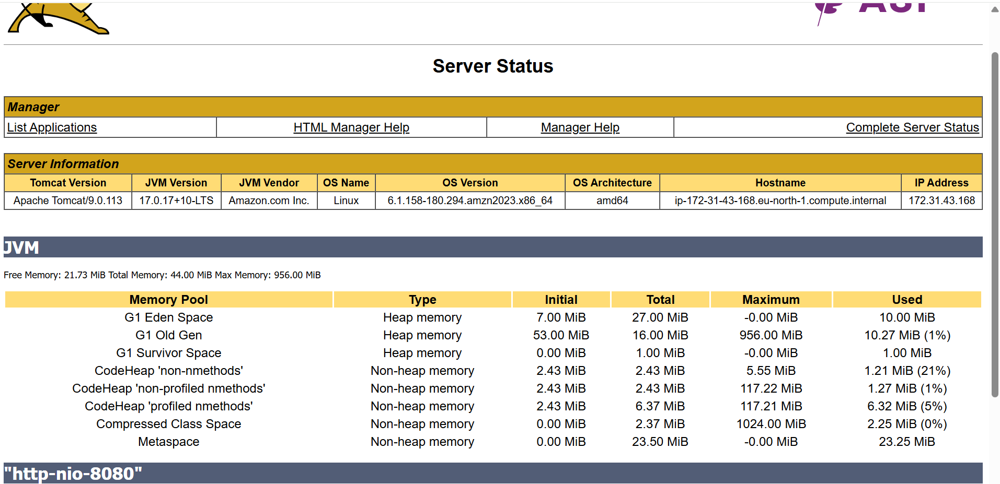 Server Status
Manager
List Applications HTML Manager Help Manager Help Complete Server Status
Server Information
Tomcat Version JVM Version JVM Vendor OS Name OS Version OS Architecture Hostname IP Address
Apache Tomcat/9.0.113 17.0.17+10-LTS Amazon.com Inc. Linux 6.1.158-180.294.amzn2023.x86_64 amd64 ip-172-31-43-168.eu-north-1.compute.internal 172.31.43.168
JVM
Free Memory: 21.73 MiB Total Memory: 44.00 MiB Max Memory: 956.00 MiB
Memory Pool Type Initial Total Maximum Used
G1 Eden Space Heap memory 7.00 MiB 27.00 MiB -0.00 MiB 10.00 MiB
G1 Old Gen Heap memory 53.00 MiB 16.00 MiB 956.00 MiB 10.27 MiB (1%)
G1 Survivor Space Heap memory 0.00 MiB 1.00 MiB -0.00 MiB 1.00 MiB
CodeHeap 'non-nmethods' Non-heap memory 2.43 MiB 2.43 MiB 5.55 MiB 1.21 MiB (21%)
CodeHeap 'non-profiled nmethods' Non-heap memory 2.43 MiB 2.43 MiB 117.22 MiB 1.27 MiB (1%)
CodeHeap 'profiled nmethods' Non-heap memory 2.43 MiB 6.37 MiB 117.21 MiB 6.32 MiB (5%)
Compressed Class Space Non-heap memory 0.00 MiB 2.37 MiB 1024.00 MiB 2.25 MiB (0%)
Metaspace Non-heap memory 0.00 MiB 23.50 MiB -0.00 MiB 23.25 MiB
"http-nio-8080"